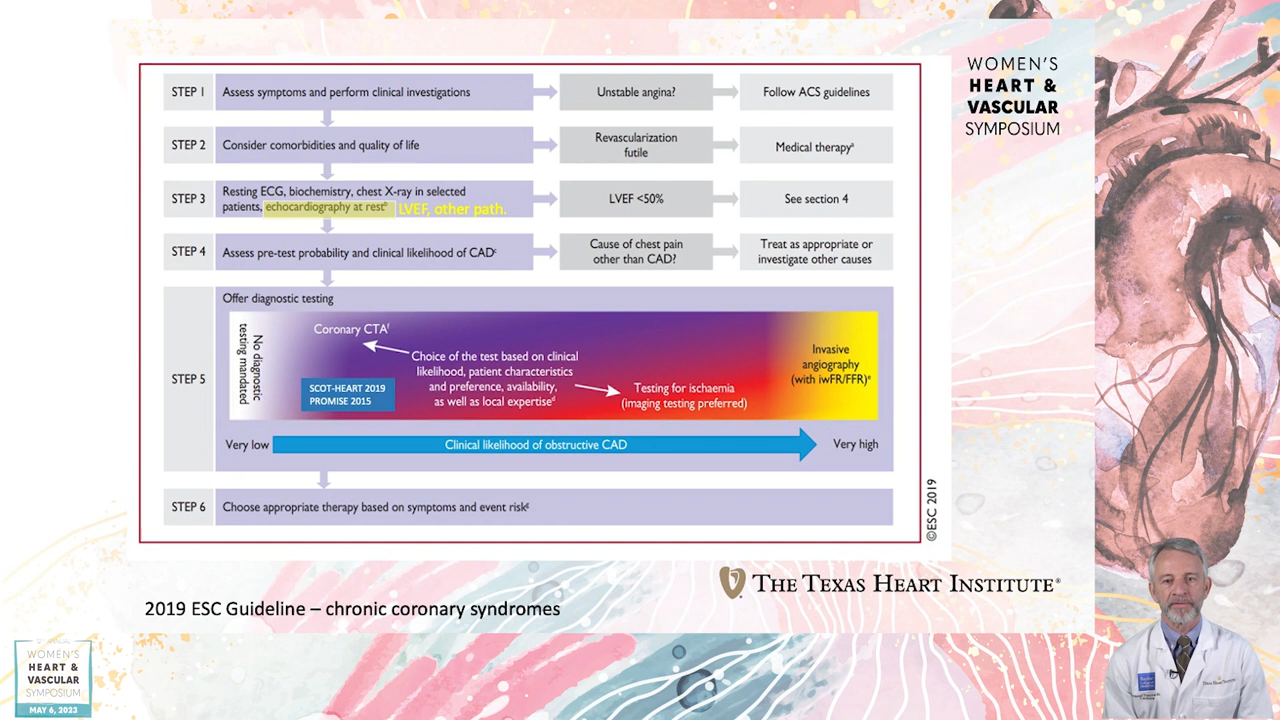 WOMEN'S
HEART &
VASCULAR
SYMPOSIUM
STEP 1
Assess symptoms and perform clinical investigations
Unstable angina?
Follow ACS guidelines
STEP 2
Consider comorbidities and quality of life
Revascularization
futile
Medical therapyᵃ
STEP 3
Resting ECG, biochemistry, chest X-ray in selected
patients, echocardiography at restᵇ LVEF, other path.
LVEF <50%
See section 4
STEP 4
Assess pre-test probability and clinical likelihood of CADᶜ
Cause of chest pain
other than CAD?
Treat as appropriate or
investigate other causes
STEP 5
Offer diagnostic testing
No diagnostic
testing mandated
Coronary CTAᶠ
Choice of the test based on clinical
likelihood, patient characteristics
and preference, availability,
as well as local expertiseᵈ
SCOT-HEART 2019
PROMISE 2015
Testing for ischaemia
(imaging testing preferred)
Invasive
angiography
(with iwFR/FFR)ᵉ
Very low
Clinical likelihood of obstructive CAD
Very high
STEP 6
Choose appropriate therapy based on symptoms and event riskᵍ
©ESC 2019
THE TEXAS HEART INSTITUTE®
2019 ESC Guideline – chronic coronary syndromes
WOMEN'S
HEART &
VASCULAR
SYMPOSIUM
MAY 6, 2023